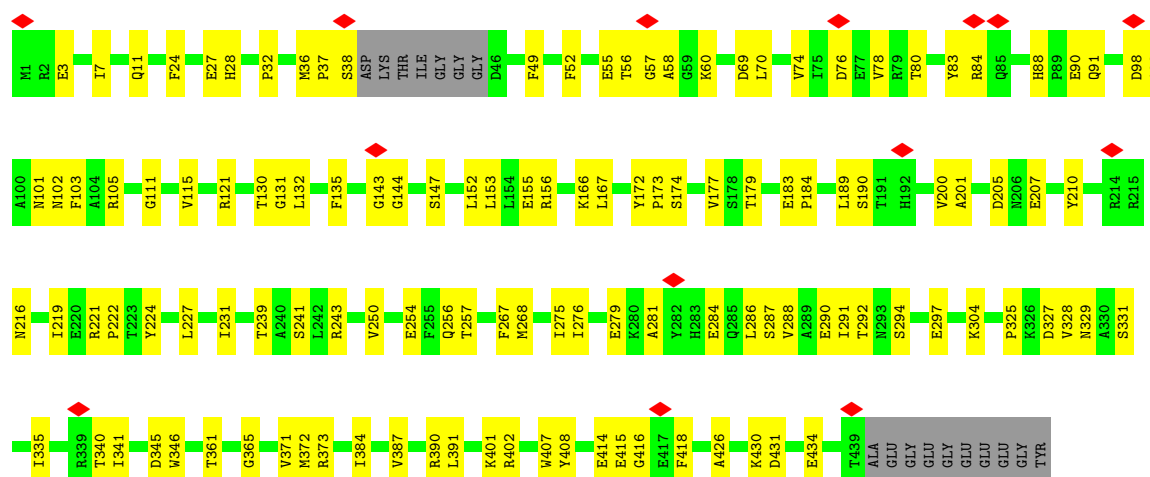 M1 R2 E3 I7 Q11 F24 E27 H28 P32 M36 P37 S38 ASP LYS THR ILE GLY GLY GLY D46 F49 F52 E55 T56 G57 A58 G59 K60 D69 L70 V74 I75 D76 E77 V78 R79 T80 Y83 R84 Q85 H88 P89 E90 Q91 D98
A100 N101 N102 F103 A104 R105 G111 V115 R121 T130 G131 L132 F135 G143 G144 S147 L152 L153 L154 E155 R156 K166 L167 Y172 P173 S174 V177 S178 T179 E183 P184 L189 S190 T191 H192 V200 A201 D205 N206 E207 Y210 R214 R215
N216 I219 E220 R221 P222 T223 Y224 L227 I231 T239 A240 S241 L242 R243 V250 E254 F255 Q256 T257 F267 M268 I275 I276 E279 K280 A281 Y282 H283 E284 Q285 L286 S287 V288 A289 E290 I291 T292 N293 S294 E297 K304 P325 K326 D327 V328 N329 A330 S331
I335 R339 T340 I341 D345 W346 T361 G365 V371 M372 R373 I384 V387 R390 L391 K401 R402 W407 Y408 E414 E415 G416 E417 F418 A426 K430 D431 E434 T439 ALA GLU GLY GLU GLY GLU GLU GLU GLY TYR